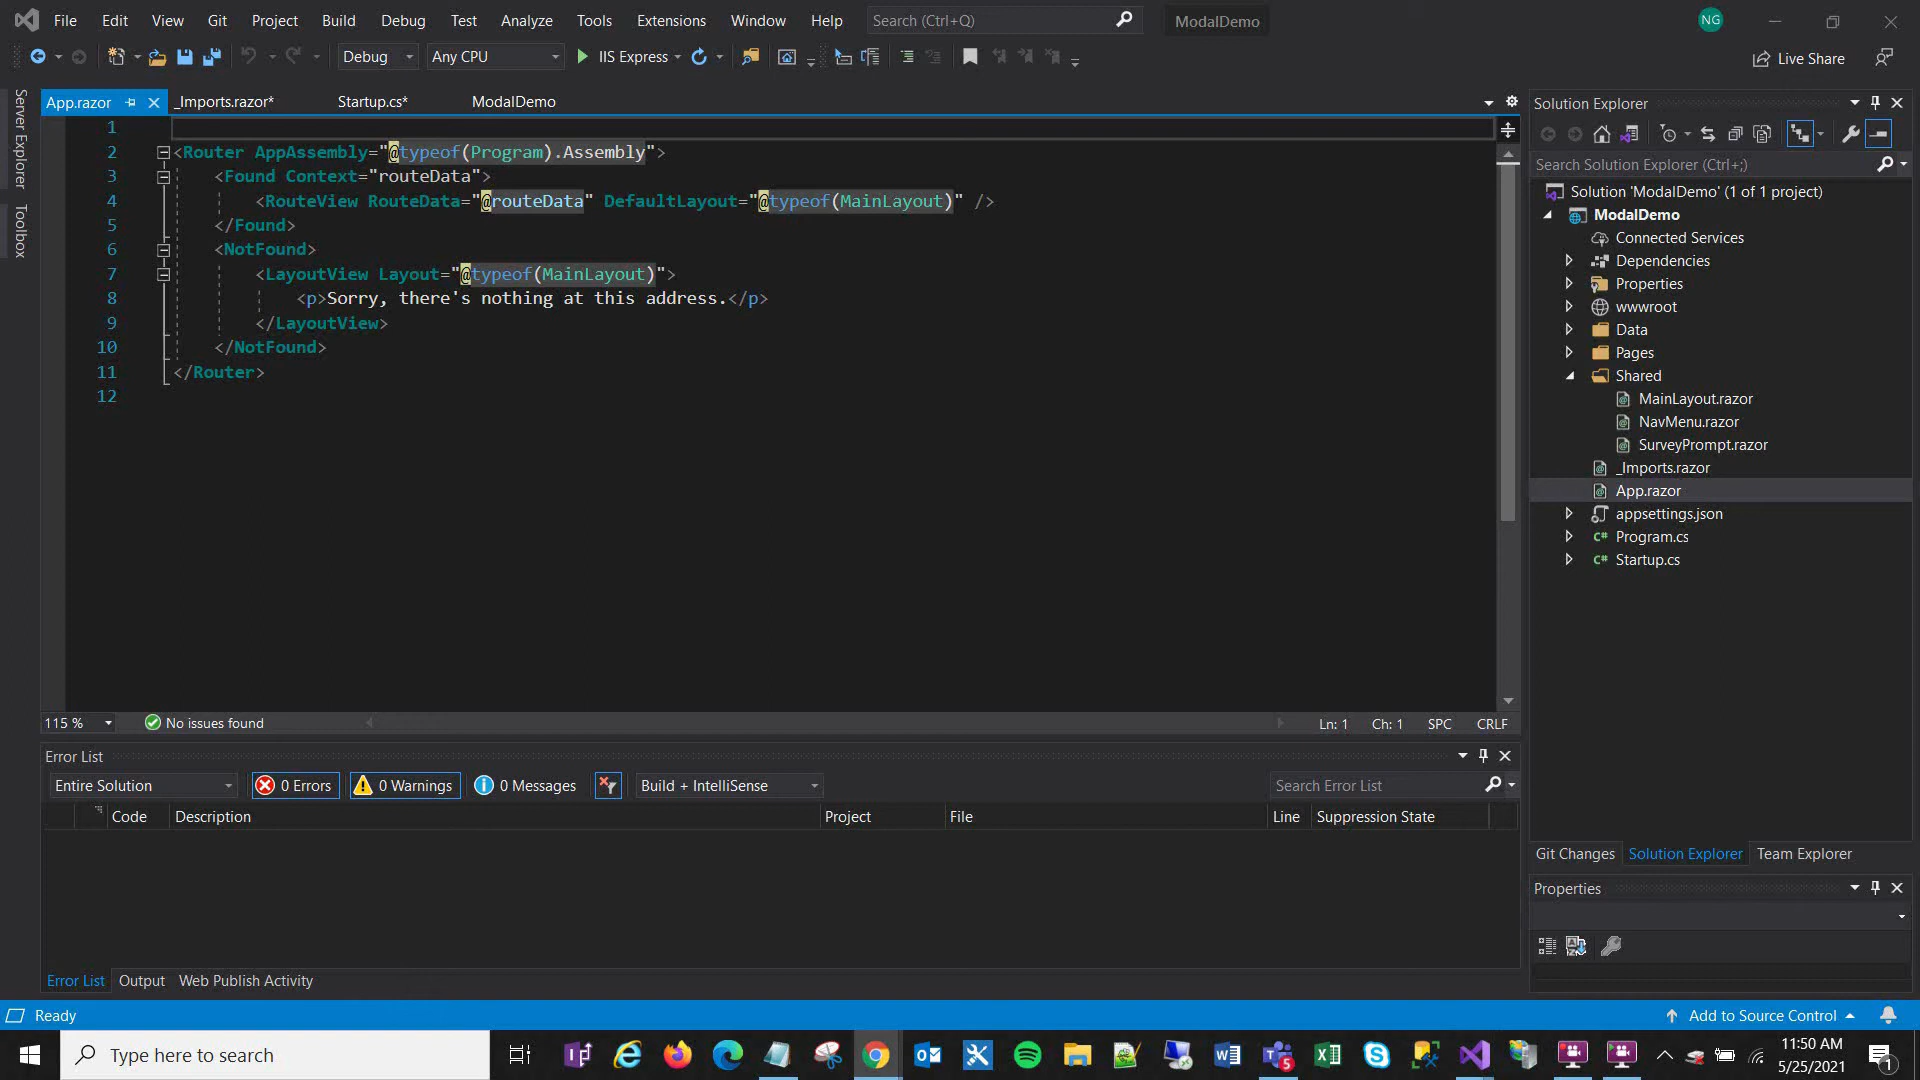 File Edit View Git Project Build Debug Test Analyze Tools Extensions Window Help Search (Ctrl+Q) ModalDemo NG
Debug Any CPU IIS Express Live Share
Server Explorer
Toolbox
App.razor _Imports.razor* Startup.cs* ModalDemo
1
2 <Router AppAssembly="@typeof(Program).Assembly">
3 <Found Context="routeData">
4 <RouteView RouteData="@routeData" DefaultLayout="@typeof(MainLayout)" />
5 </Found>
6 <NotFound>
7 <LayoutView Layout="@typeof(MainLayout)">
8 <p>Sorry, there's nothing at this address.</p>
9 </LayoutView>
10 </NotFound>
11 </Router>
12
115 % No issues found Ln: 1 Ch: 1 SPC CRLF
Error List
Entire Solution 0 Errors 0 Warnings 0 Messages Build + IntelliSense Search Error List
Code Description Project File Line Suppression State
Error List Output Web Publish Activity
Solution Explorer
Search Solution Explorer (Ctrl+;)
Solution 'ModalDemo' (1 of 1 project)
ModalDemo
Connected Services
Dependencies
Properties
wwwroot
Data
Pages
Shared
MainLayout.razor
NavMenu.razor
SurveyPrompt.razor
_Imports.razor
App.razor
appsettings.json
C# Program.cs
C# Startup.cs
Git Changes Solution Explorer Team Explorer
Properties
Ready Add to Source Control
Type here to search
5
11:50 AM
5/25/2021
1